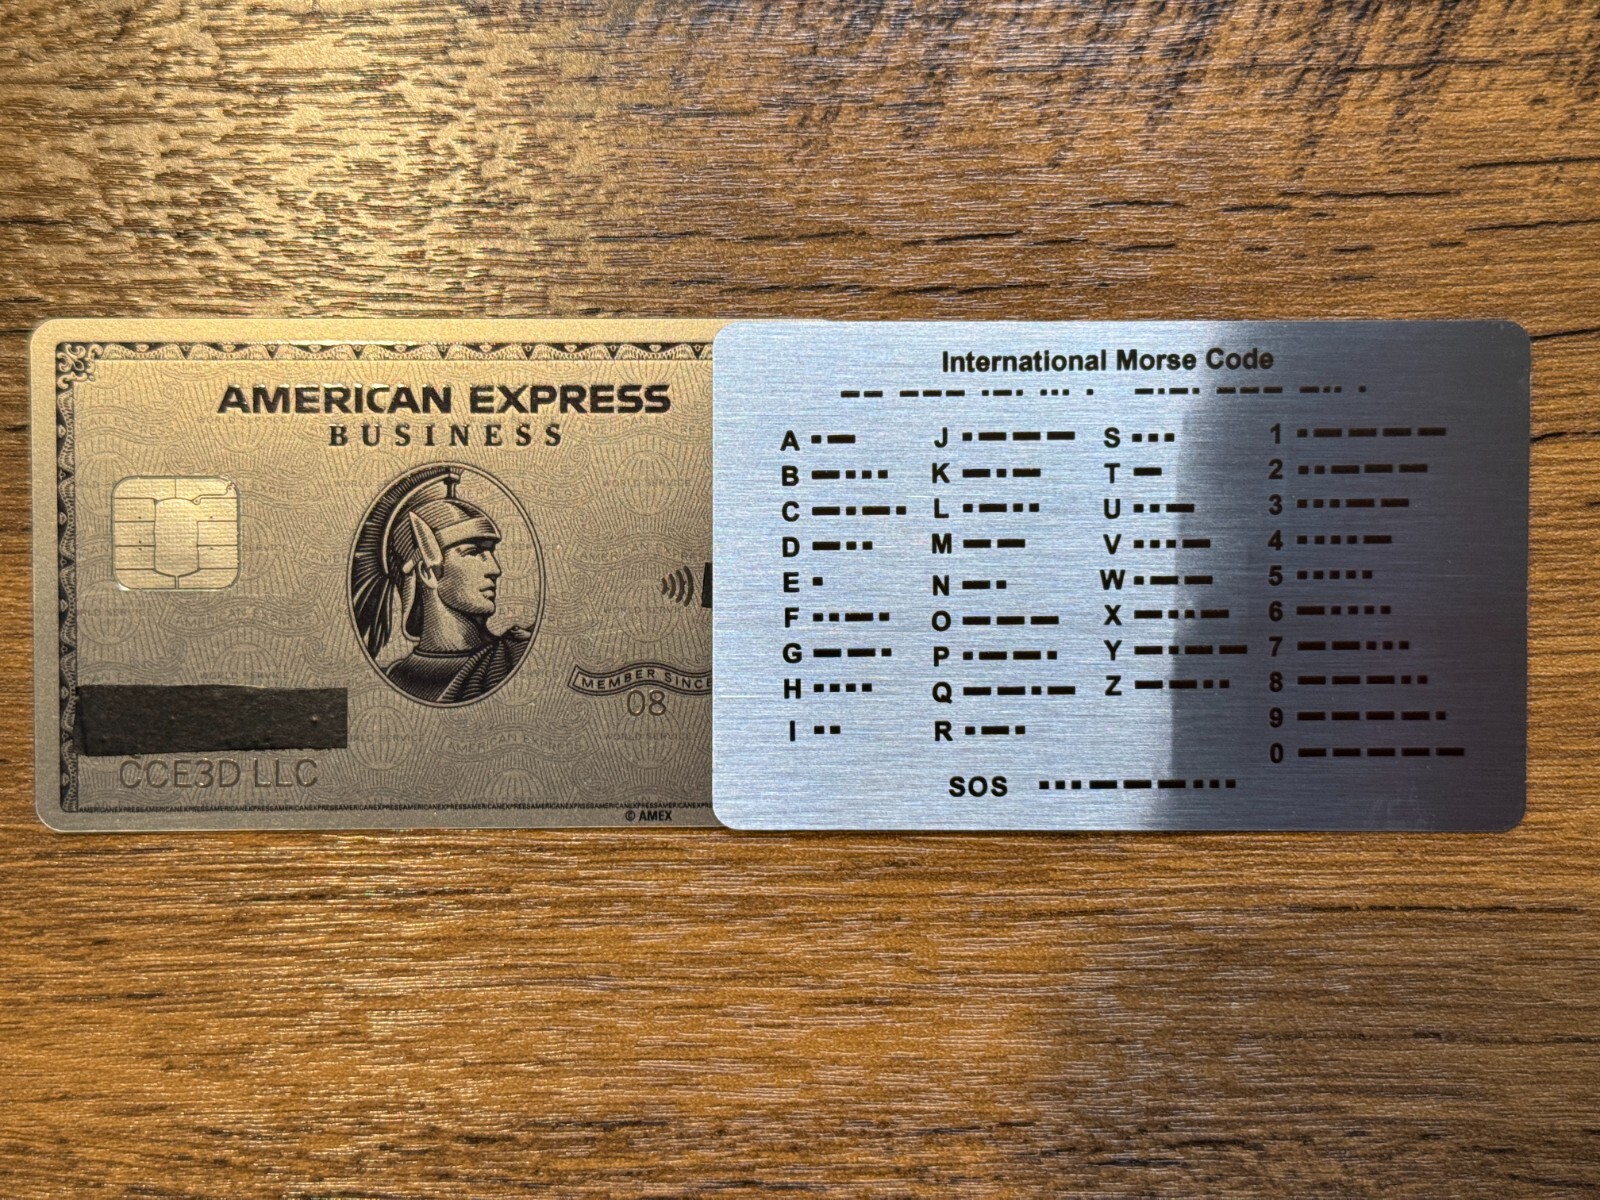 AMERICAN EXPRESS
BUSINESS
MEMBER SINCE
08
CCE3D LLC
© AMEX
International Morse Code
-- --- .-. ... . -.-. --- -.. .
A .-
B -...
C -.-.
D -..
E .
F ..-.
G --.
H ....
I ..
J .---
K -.-
L .-..
M --
N -.
O ---
P .--.
Q --.-
R .-.
S ...
T -
U ..-
V ...-
W .--
X -..-
Y -.--
Z --..
1 .----
2 ..---
3 ...--
4 ....-
5 .....
6 -....
7 --...
8 ---..
9 ----.
0 -----
SOS ...---...